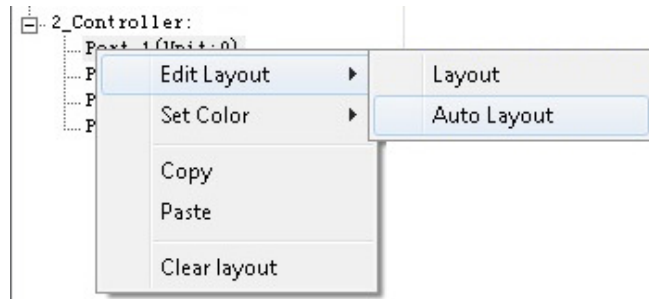 2_Controller:
Port 1(Unit:0)
P
P
P
Edit Layout
Set Color
Copy
Paste
Clear layout
Layout
Auto Layout